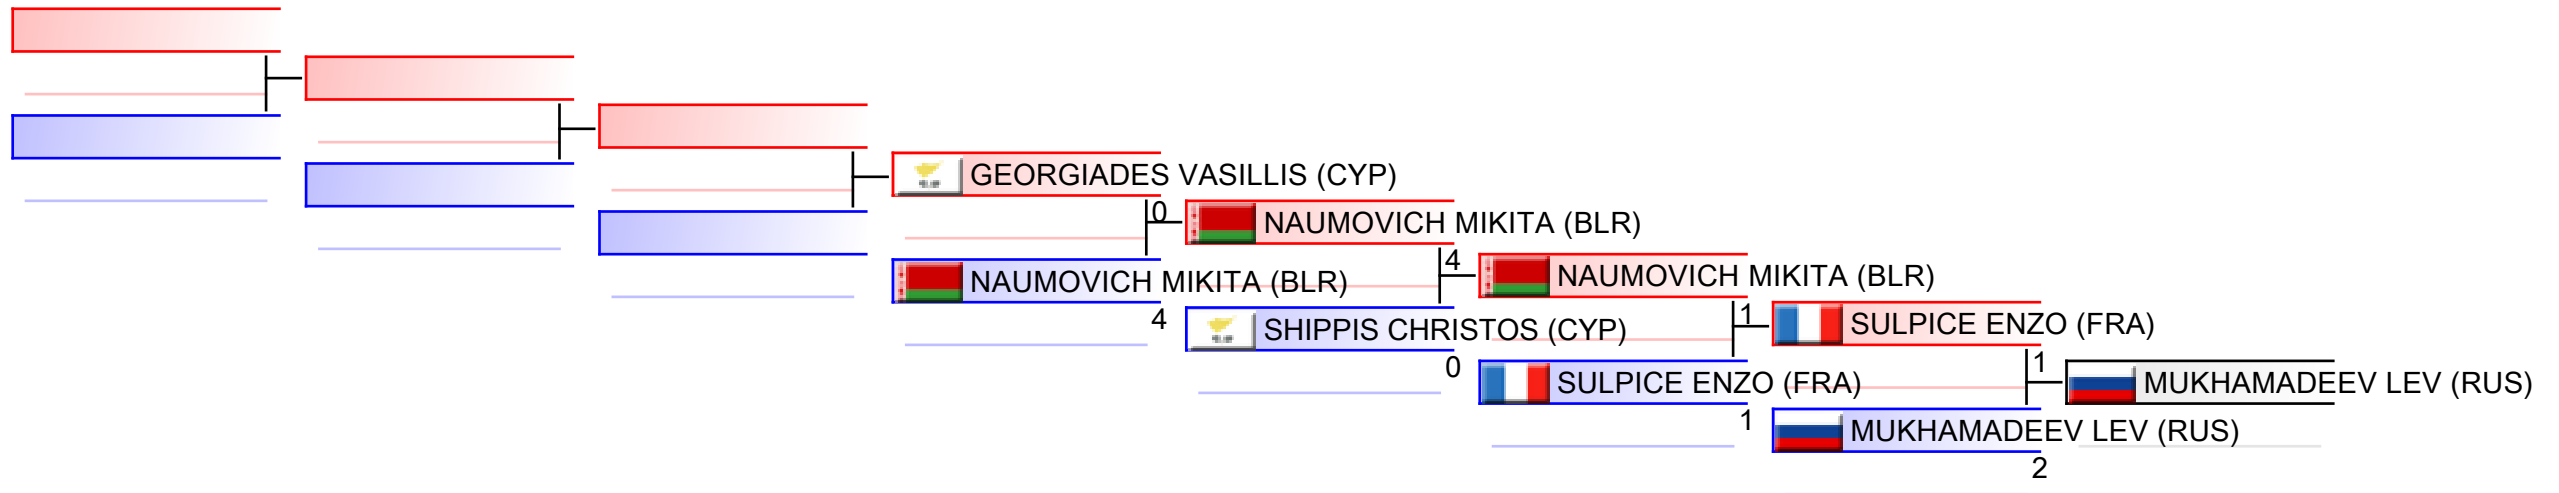 GEORGIADES VASILLIS (CYP)
0
NAUMOVICH MIKITA (BLR)
NAUMOVICH MIKITA (BLR)
4
4
NAUMOVICH MIKITA (BLR)
SHIPPIS CHRISTOS (CYP)
0
1
SULPICE ENZO (FRA)
SULPICE ENZO (FRA)
1
1
MUKHAMADEEV LEV (RUS)
MUKHAMADEEV LEV (RUS)
2